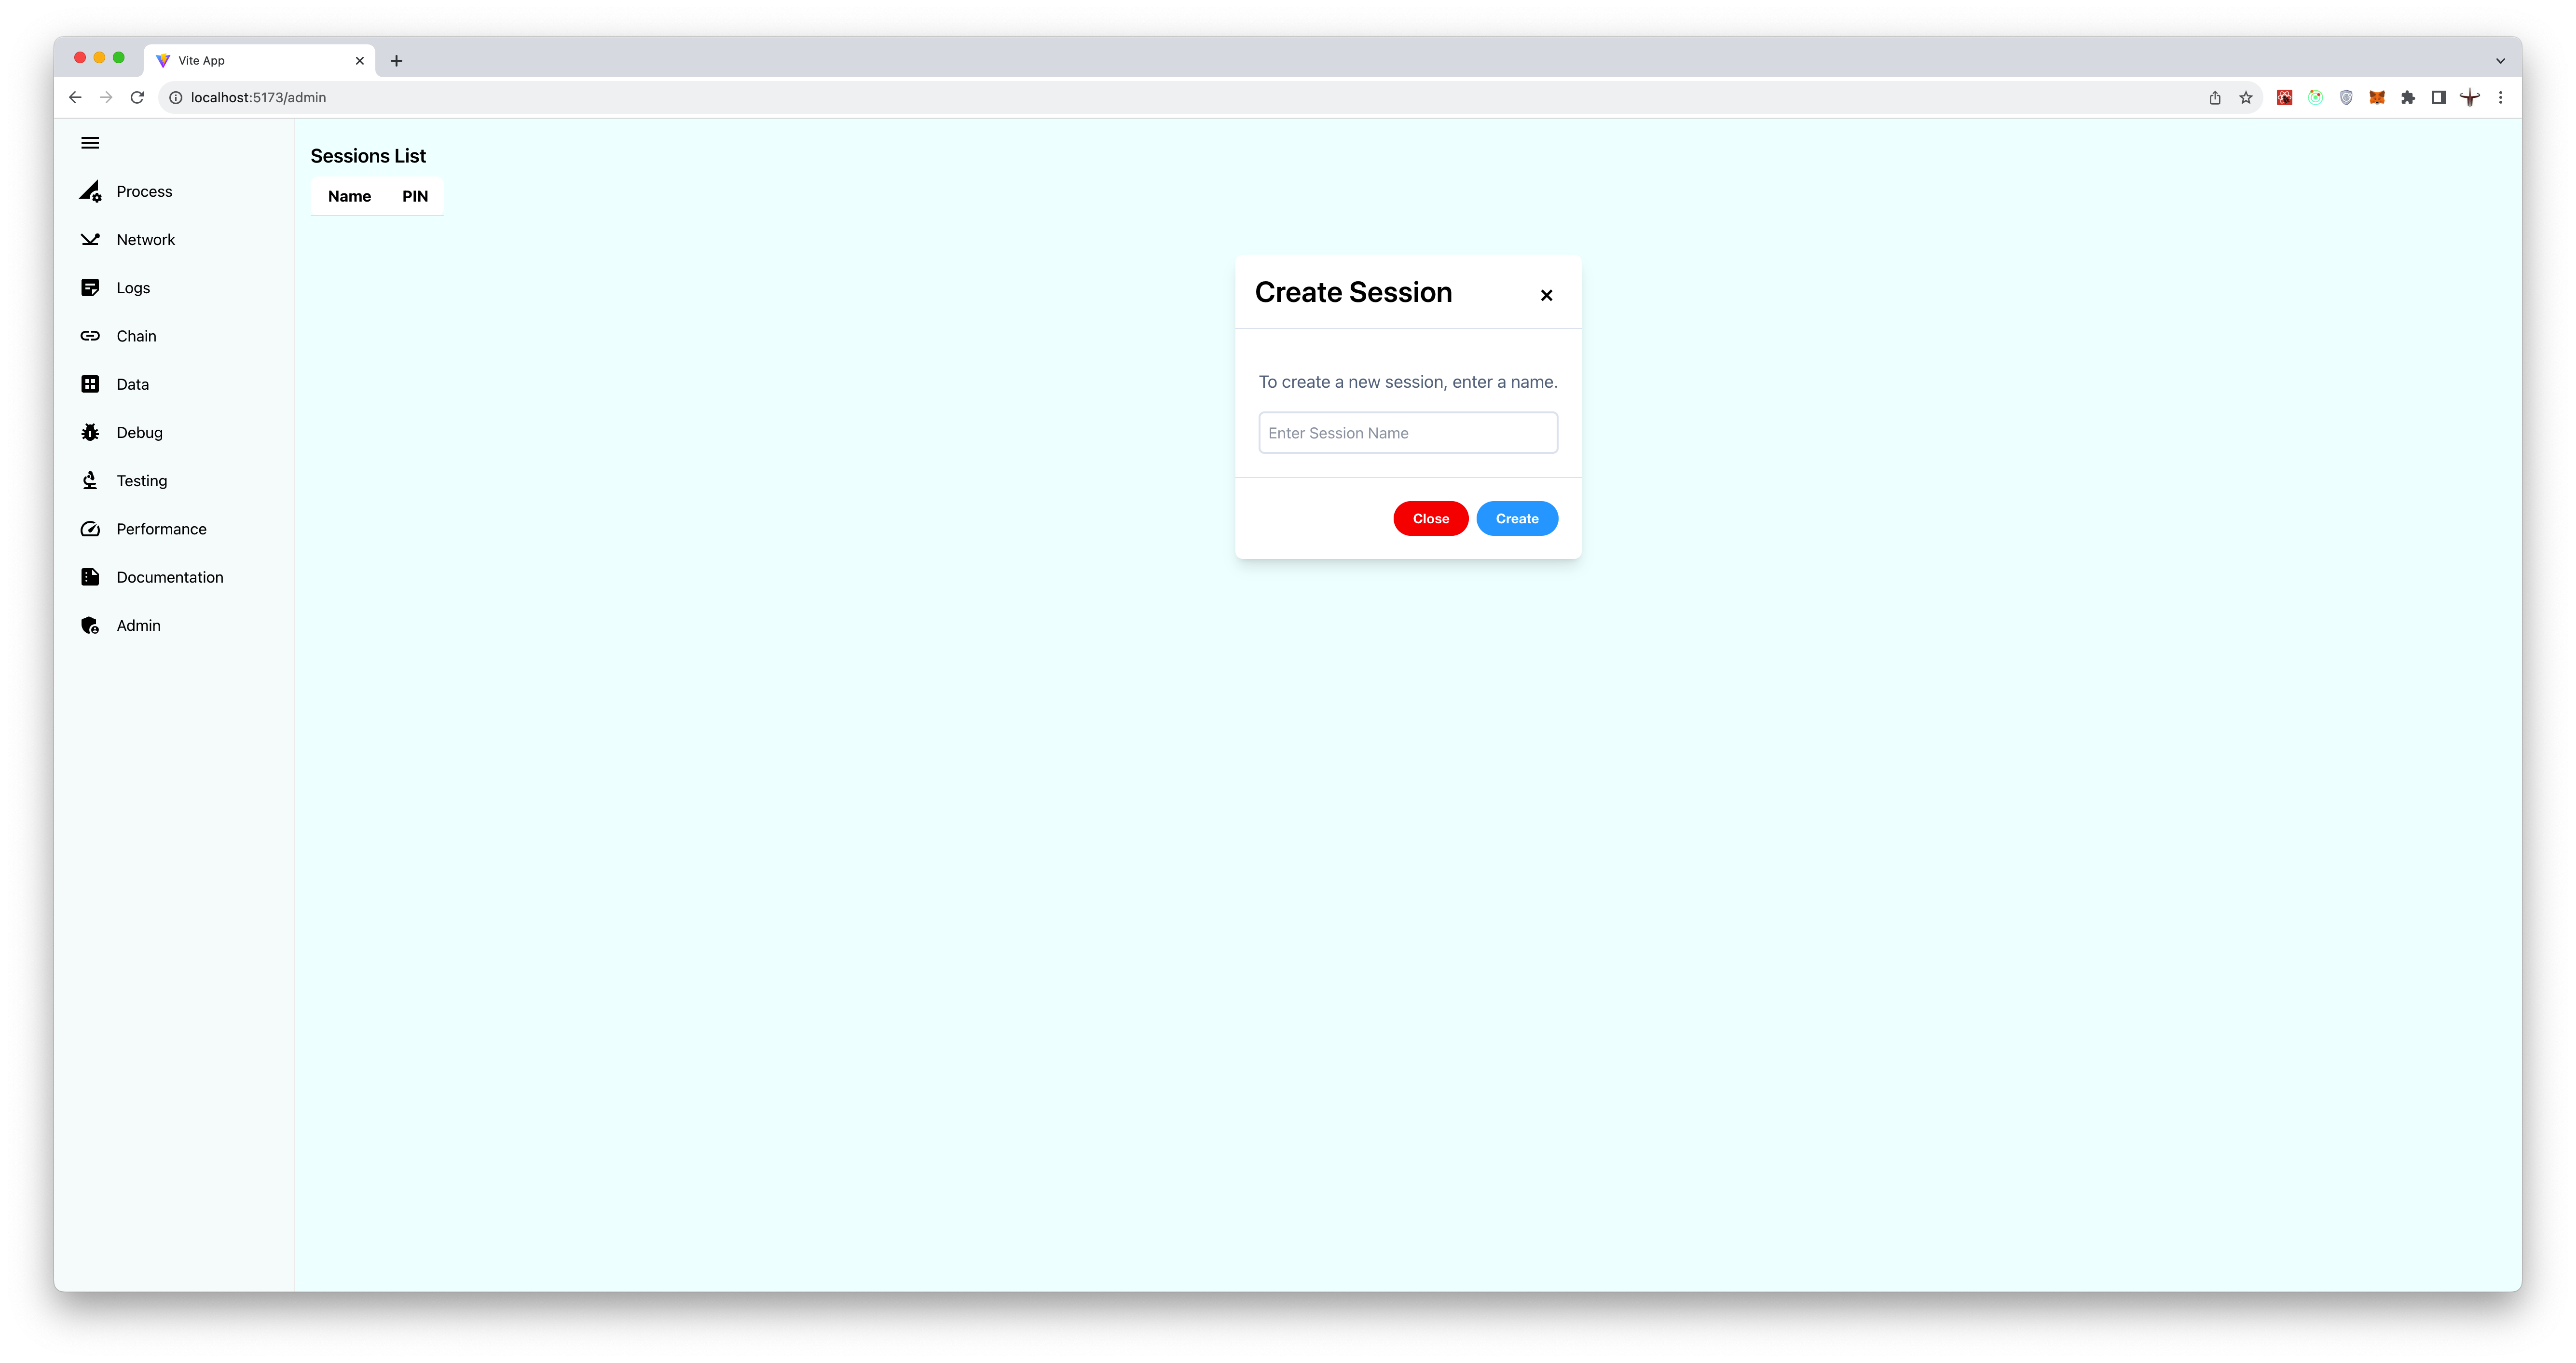 Vite App
localhost:5173/admin
Process
Network
Logs
Chain
Data
Debug
Testing
Performance
Documentation
Admin
Sessions List
Name PIN
Create Session
To create a new session, enter a name.
Enter Session Name
Close Create